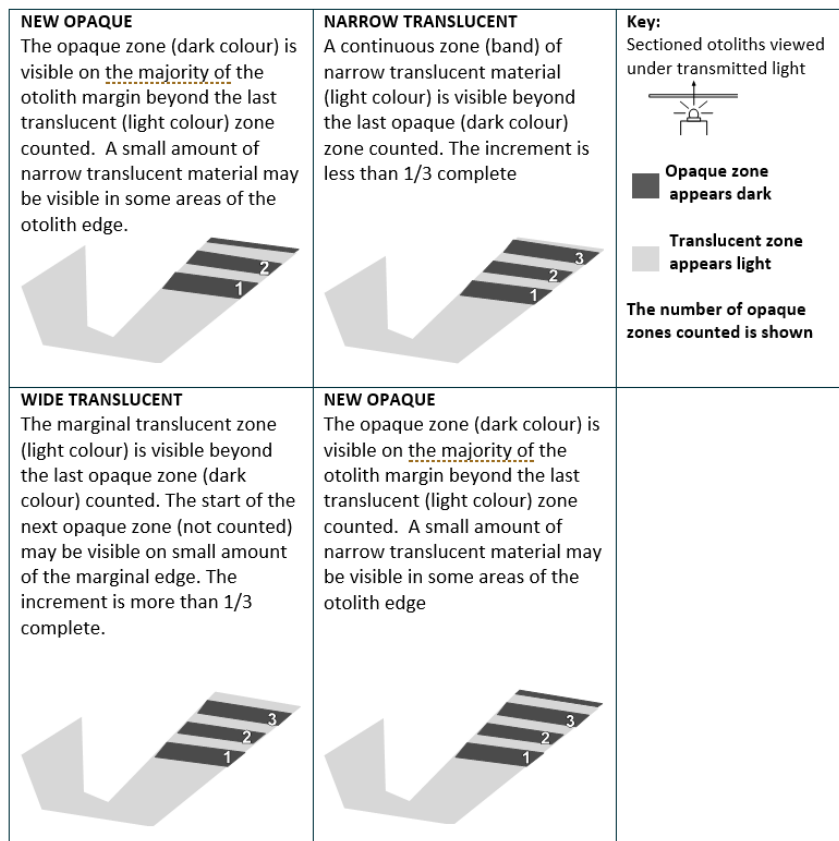 NEW OPAQUE
The opaque zone (dark colour) is
visible on the majority of the
otolith margin beyond the last
translucent (light colour) zone
counted.  A small amount of
narrow translucent material may
be visible in some areas of the
otolith edge.
2
1
NARROW TRANSLUCENT
A continuous zone (band) of
narrow translucent material
(light colour) is visible beyond
the last opaque (dark colour)
zone counted. The increment is
less than 1/3 complete
3
2
1
Key:
Sectioned otoliths viewed
under transmitted light
Opaque zone
appears dark
Translucent zone
appears light
The number of opaque
zones counted is shown
WIDE TRANSLUCENT
The marginal translucent zone
(light colour) is visible beyond
the last opaque zone (dark
colour) counted. The start of the
next opaque zone (not counted)
may be visible on small amount
of the marginal edge. The
increment is more than 1/3
complete.
3
2
1
NEW OPAQUE
The opaque zone (dark colour) is
visible on the majority of the
otolith margin beyond the last
translucent (light colour) zone
counted.  A small amount of
narrow translucent material may
be visible in some areas of the
otolith edge
3
2
1